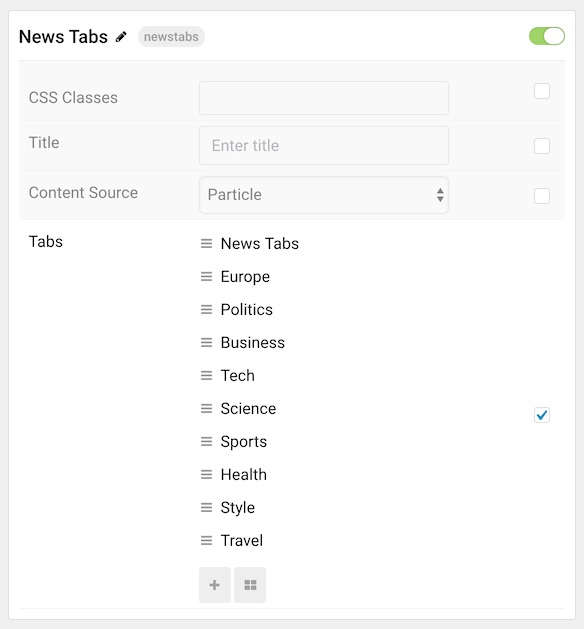 News Tabs newstabs
CSS Classes
Title Enter title
Content Source Particle
Tabs News Tabs
Europe
Politics
Business
Tech
Science
Sports
Health
Style
Travel